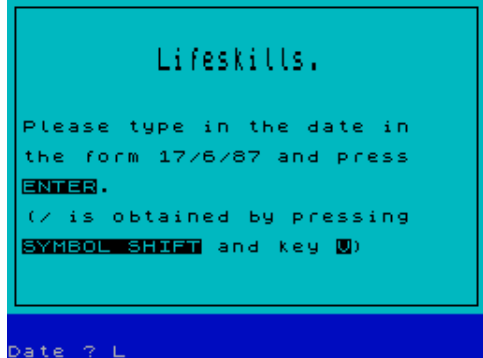 Lifeskills.
Please type in the date in
the form 17/6/87 and press
ENTER.
(/ is obtained by pressing
SYMBOL SHIFT and key V)
Date ? L